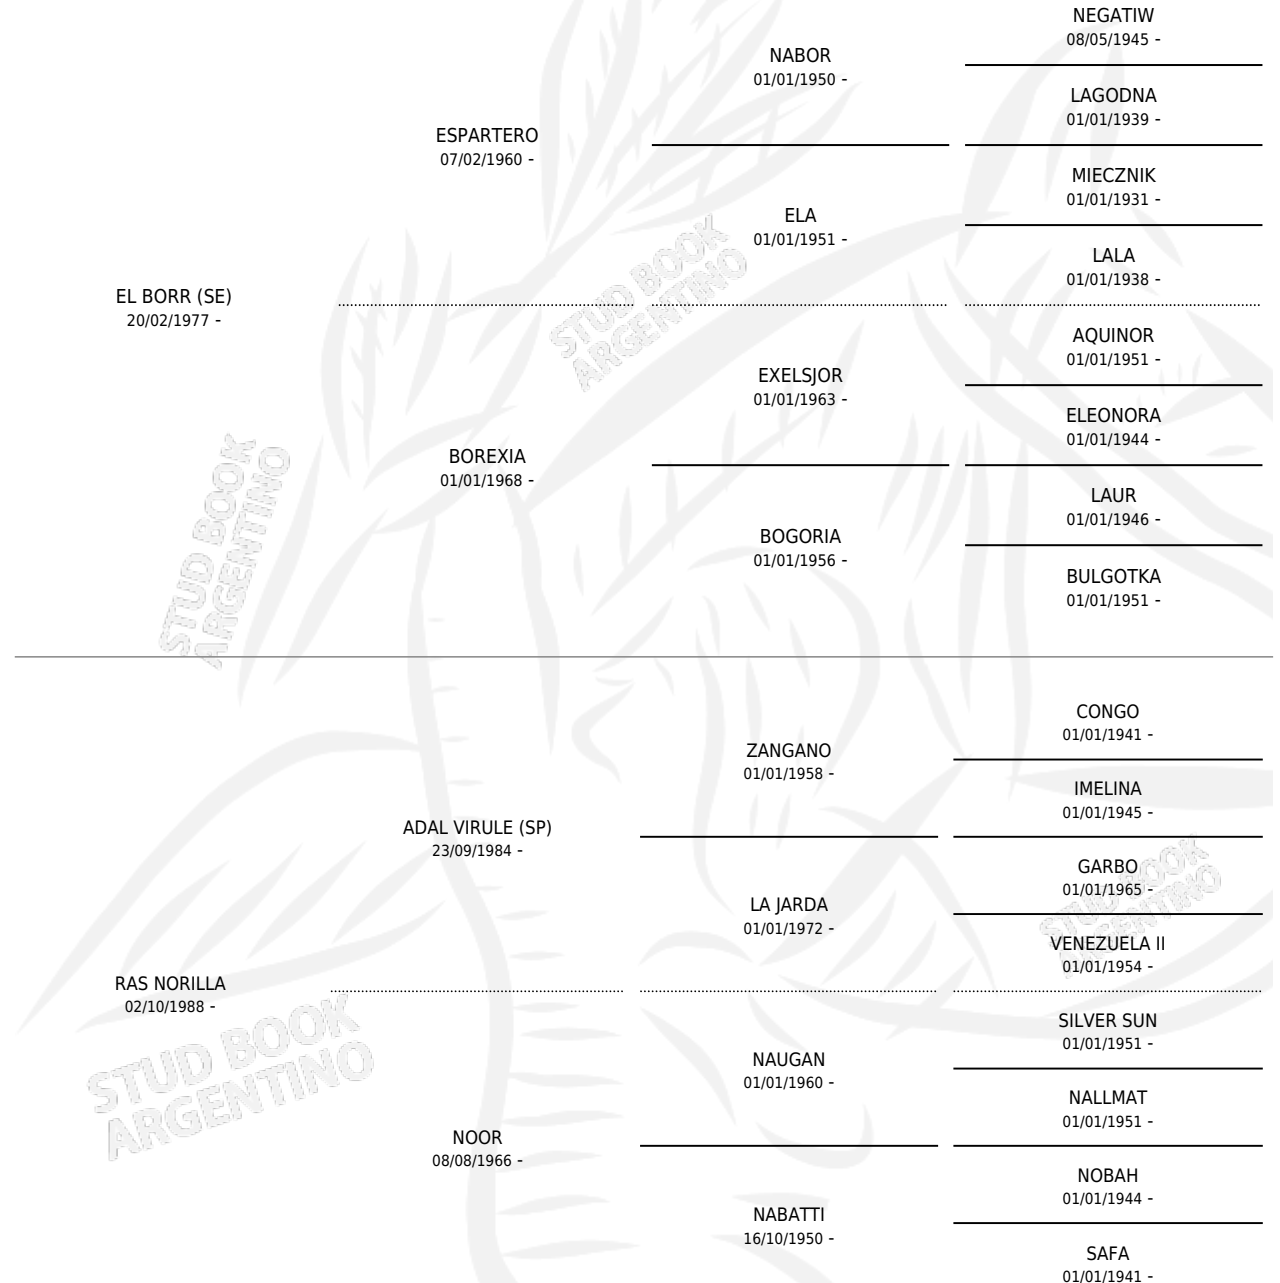 NEGATIW
08/05/1945 -
NABOR
01/01/1950 -
LAGODNA
01/01/1939 -
ESPARTERO
07/02/1960 -
MIECZNIK
01/01/1931 -
ELA
01/01/1951 -
LALA
01/01/1938 -
EL BORR (SE)
20/02/1977 -
AQUINOR
01/01/1951 -
EXELSJOR
01/01/1963 -
ELEONORA
01/01/1944 -
BOREXIA
01/01/1968 -
LAUR
01/01/1946 -
BOGORIA
01/01/1956 -
BULGOTKA
01/01/1951 -
STUD BOOK
ARGENTINO
STUD BOOK
ARGENTINO
CONGO
01/01/1941 -
ZANGANO
01/01/1958 -
IMELINA
01/01/1945 -
ADAL VIRULE (SP)
23/09/1984 -
GARBO
01/01/1965 -
LA JARDA
01/01/1972 -
VENEZUELA II
01/01/1954 -
RAS NORILLA
02/10/1988 -
SILVER SUN
01/01/1951 -
NAUGAN
01/01/1960 -
NALLMAT
01/01/1951 -
NOOR
08/08/1966 -
NOBAH
01/01/1944 -
NABATTI
16/10/1950 -
SAFA
01/01/1941 -
STUD BOOK
ARGENTINO
STUD BOOK
ARGENTINO